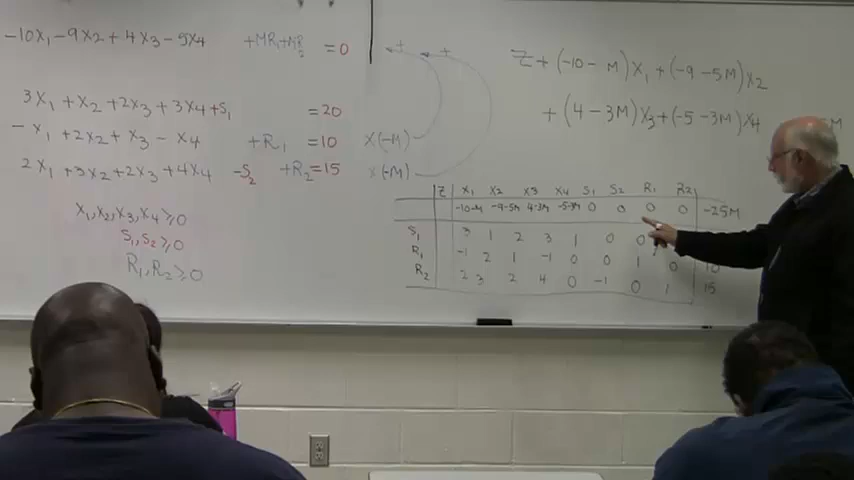 -10x₁-9x₂+4x₃-5x₄ +MR₁+MR₂ =0
3x₁+x₂+2x₃+3x₄+S₁ =20
-x₁+2x₂+x₃-x₄ +R₁ =10 x(-M)
2x₁+3x₂+2x₃+4x₄ -S₂ +R₂=15 x(-M)
x₁,x₂,x₃,x₄≥0
S₁,S₂≥0
R₁,R₂≥0
+ +
Z+(-10-M)x₁+(-9-5M)x₂
+(4-3M)x₃+(-5-3M)x₄ M
Z x₁ x₂ x₃ x₄ S₁ S₂ R₁ R₂
-10-M -9-5M 4-3M -5-3M 0 0 0 0 -25M
S₁ 3 1 2 3 1 0 0
R₁ -1 2 1 -1 0 0 1 0 10
R₂ 2 3 2 4 0 -1 0 1 15